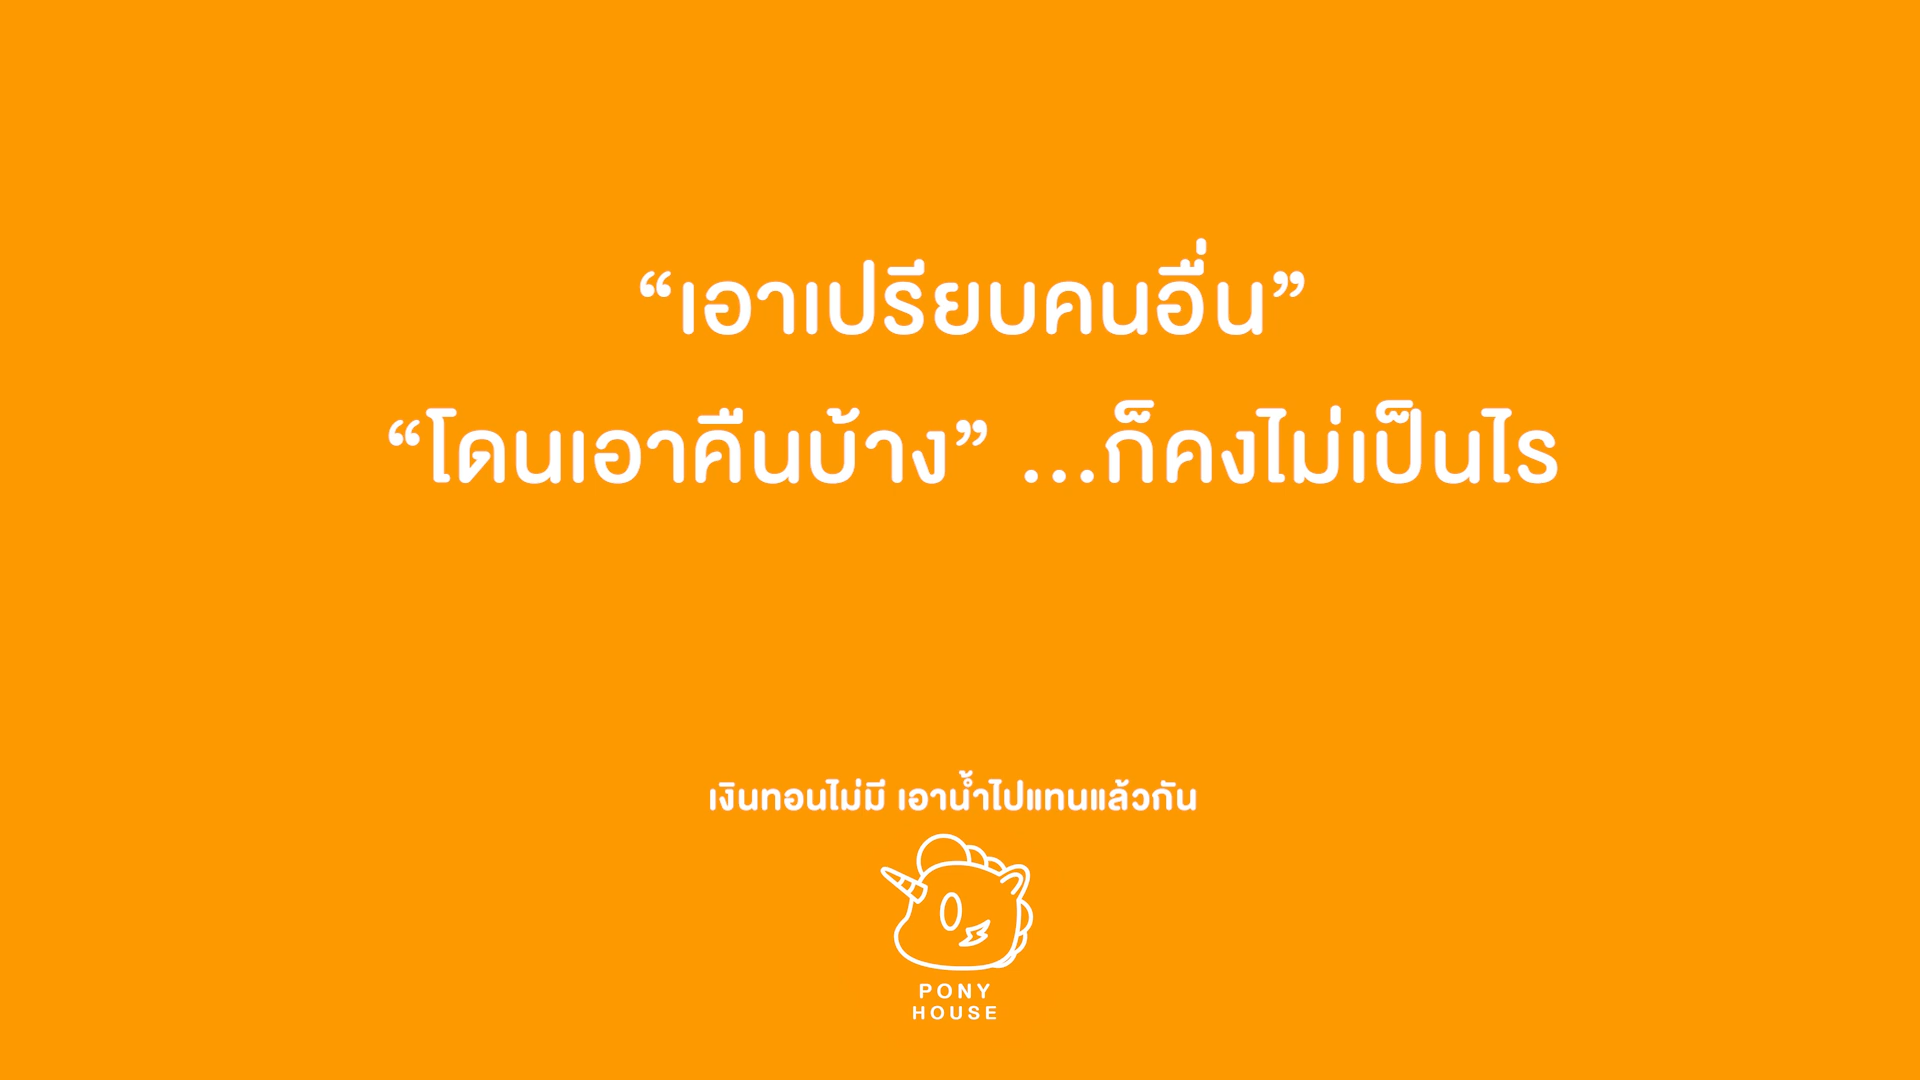 “เอาเปรียบคนอื่น”
“โดนเอาคืนบ้าง” ...ก็คงไม่เป็นไร
เงินทอนไม่มี เอาน้ำไปแทนแล้วกัน
PONY
HOUSE